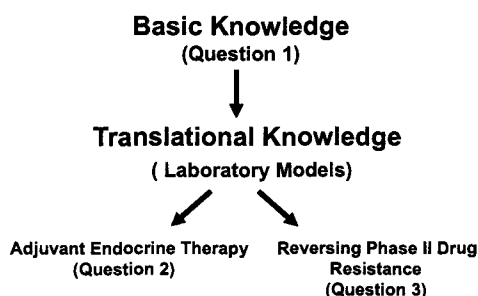 Basic Knowledge
(Question 1)
Translational Knowledge
( Laboratory Models)
Adjuvant Endocrine Therapy
(Question 2)
Reversing Phase II Drug
Resistance
(Question 3)